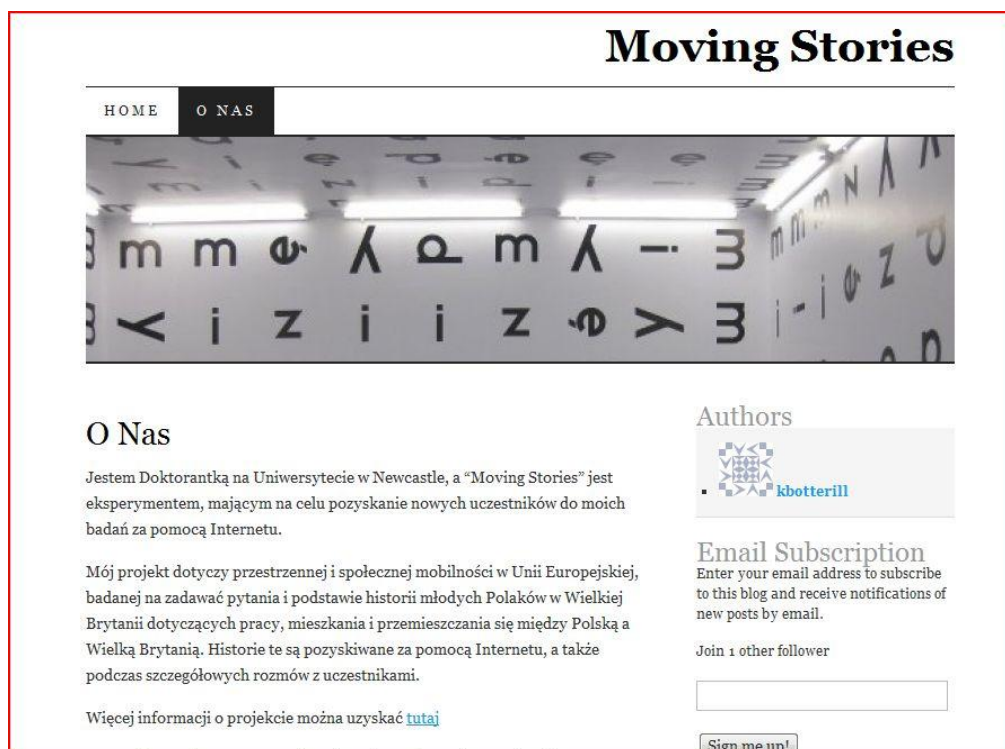 Moving Stories
HOME
O NAS
O Nas
Jestem Doktorantką na Uniwersytecie w Newcastle, a “Moving Stories” jest
eksperymentem, mającym na celu pozyskanie nowych uczestników do moich
badań za pomocą Internetu.
Mój projekt dotyczy przestrzennej i społecznej mobilności w Unii Europejskiej,
badanej na zadawać pytania i podstawie historii młodych Polaków w Wielkiej
Brytanii dotyczących pracy, mieszkania i przemieszczania się między Polską a
Wielką Brytanią. Historie te są pozyskiwane za pomocą Internetu, a także
podczas szczegółowych rozmów z uczestnikami.
Więcej informacji o projekcie można uzyskać tutaj
Authors
kbotterill
Email Subscription
Enter your email address to subscribe
to this blog and receive notifications of
new posts by email.
Join 1 other follower
Sign me up!